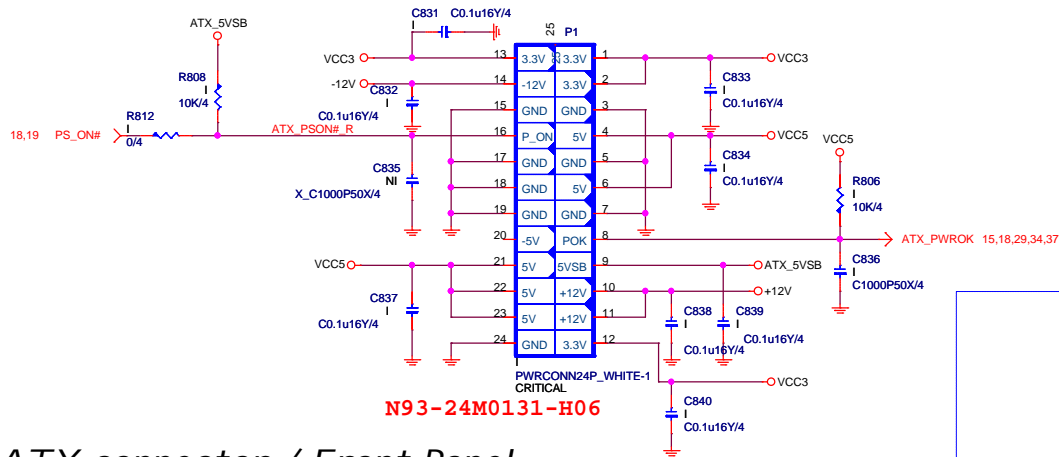 C831
I
C0.1u16Y/4
25
P1
25
ATX_5VSB
R808
I
10K/4
R812
I
0/4
18,19 PS_ON#
ATX_PSON#_R
VCC3
-12V
C832
I
C0.1u16Y/4
C835
NI
X_C1000P50X/4
VCC5
C837
I
C0.1u16Y/4
13 3.3V 3.3V 1
14 -12V 3.3V 2
15 GND GND 3
16 P_ON 5V 4
17 GND GND 5
18 GND 5V 6
19 GND GND 7
20 -5V POK 8
21 5V 5VSB 9
22 5V +12V 10
23 5V +12V 11
24 GND 3.3V 12
I
PWRCONN24P_WHITE-1
CRITICAL
N93-24M0131-H06
VCC3
C833
I
C0.1u16Y/4
VCC5
C834
I
C0.1u16Y/4
VCC5
R806
I
10K/4
ATX_PWROK 15,18,29,34,37
C836
I
C1000P50X/4
ATX_5VSB
+12V
C838
I
C0.1u16Y/4
C839
I
C0.1u16Y/4
VCC3
C840
I
C0.1u16Y/4
ATX connector / Front Panel